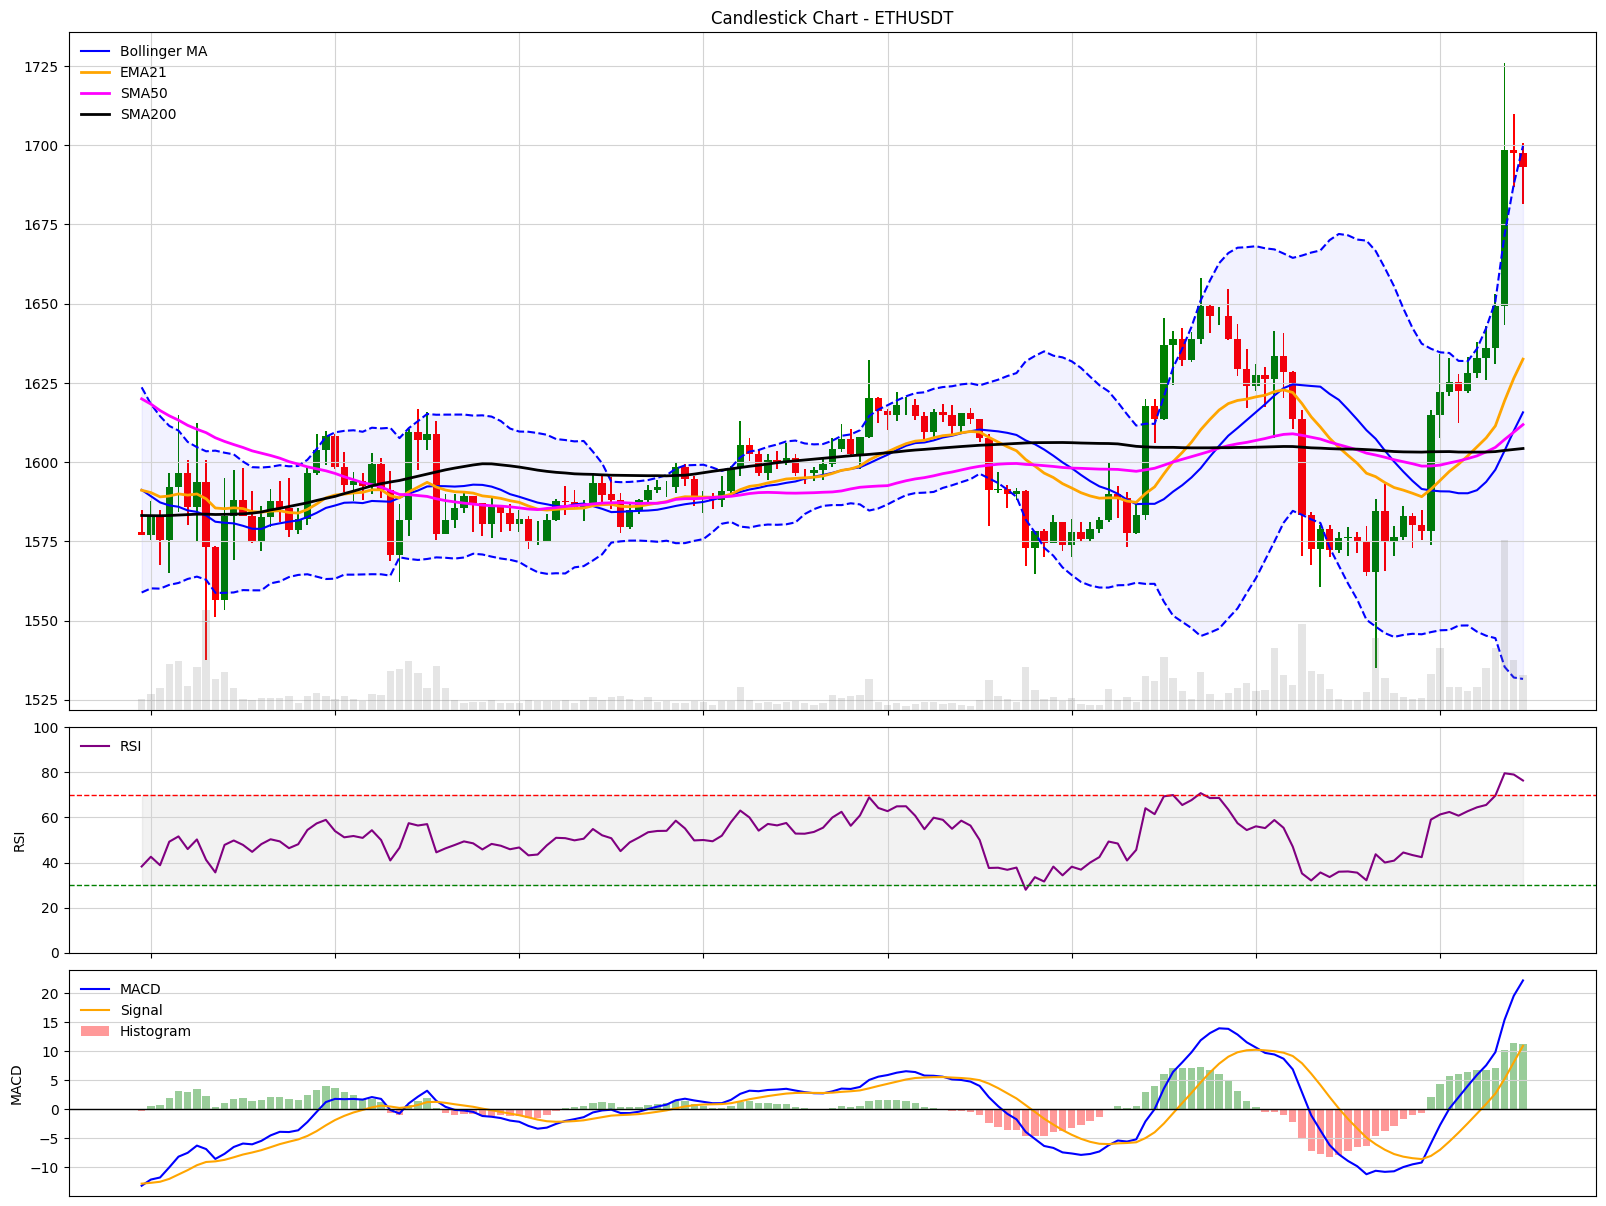 Candlestick Chart - ETHUSDT
Bollinger MA
EMA21
SMA50
SMA200
1725
1700
1675
1650
1625
1600
1575
1550
1525
RSI
RSI
100
80
60
40
20
0
MACD
MACD
Signal
Histogram
20
15
10
5
0
−5
−10